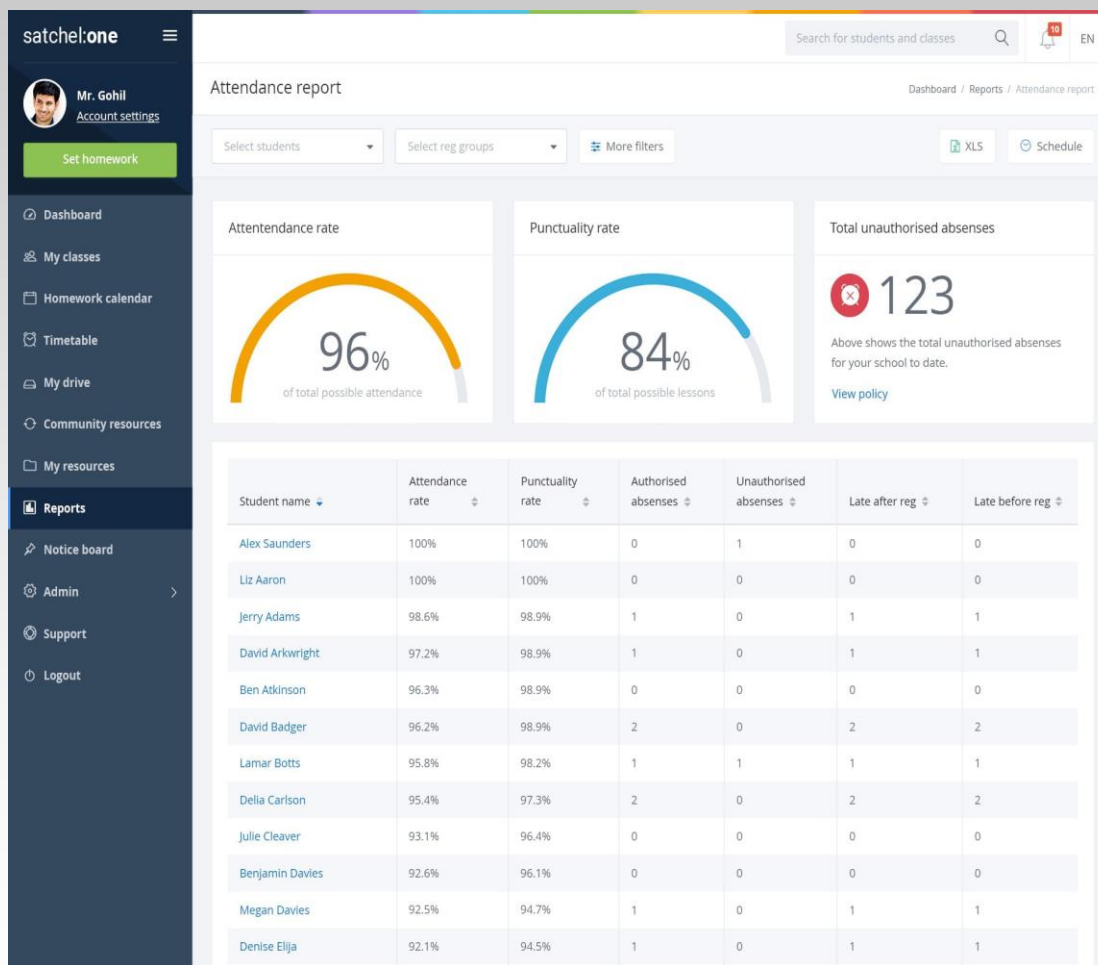 satchel:one
Search for students and classes
10
EN
Mr. Gohil
Account settings
Set homework
Dashboard
My classes
Homework calendar
Timetable
My drive
Community resources
My resources
Reports
Notice board
Admin
Support
Logout
Attendance report
Dashboard / Reports / Attendance report
Select students
Select reg groups
More filters
XLS
Schedule
Attentendance rate
96%
of total possible attendance
Punctuality rate
84%
of total possible lessons
Total unauthorised absenses
123
Above shows the total unauthorised absenses
for your school to date.
View policy
Student name Attendance rate Punctuality rate Authorised absenses Unauthorised absenses Late after reg Late before reg
Alex Saunders 100% 100% 0 1 0 0
Liz Aaron 100% 100% 0 0 0 0
Jerry Adams 98.6% 98.9% 1 0 1 1
David Arkwright 97.2% 98.9% 1 0 1 1
Ben Atkinson 96.3% 98.9% 0 0 0 0
David Badger 96.2% 98.9% 2 0 2 2
Lamar Botts 95.8% 98.2% 1 1 1 1
Delia Carlson 95.4% 97.3% 2 0 2 2
Julie Cleaver 93.1% 96.4% 0 0 0 0
Benjamin Davies 92.6% 96.1% 0 0 0 0
Megan Davies 92.5% 94.7% 1 0 1 1
Denise Elija 92.1% 94.5% 1 0 1 1